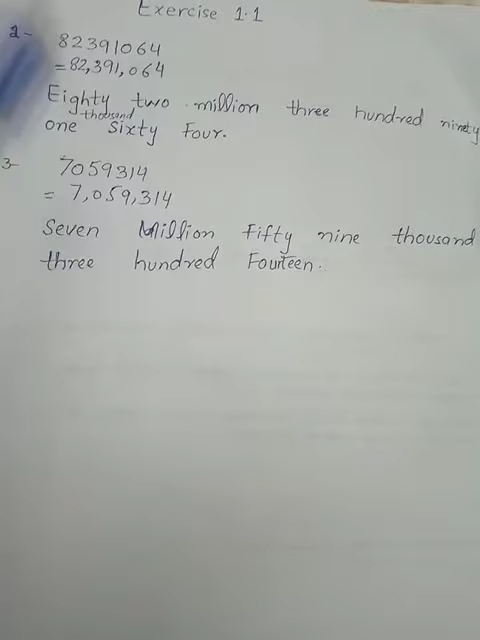 Exercise 1.1
2- 82391064
= 82,391,064
Eighty two million three hundred ninety
one thousand Sixty Four.
3- 7059314
= 7,059,314
Seven Million Fifty nine thousand
three hundred Fourteen.